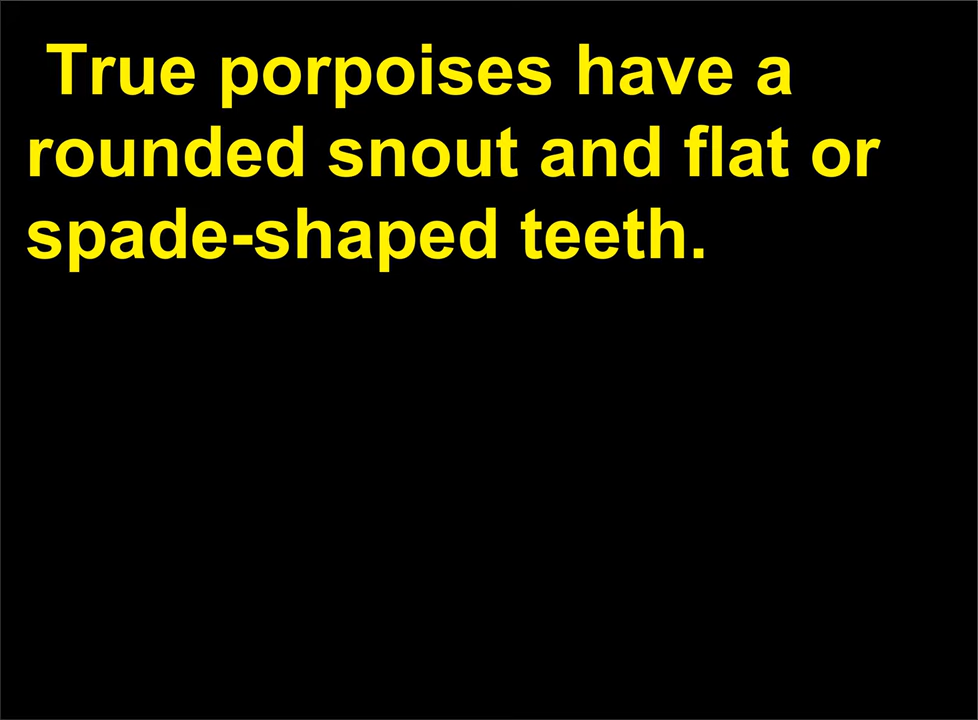 True porpoises have a
rounded snout and flat or
spade-shaped teeth.